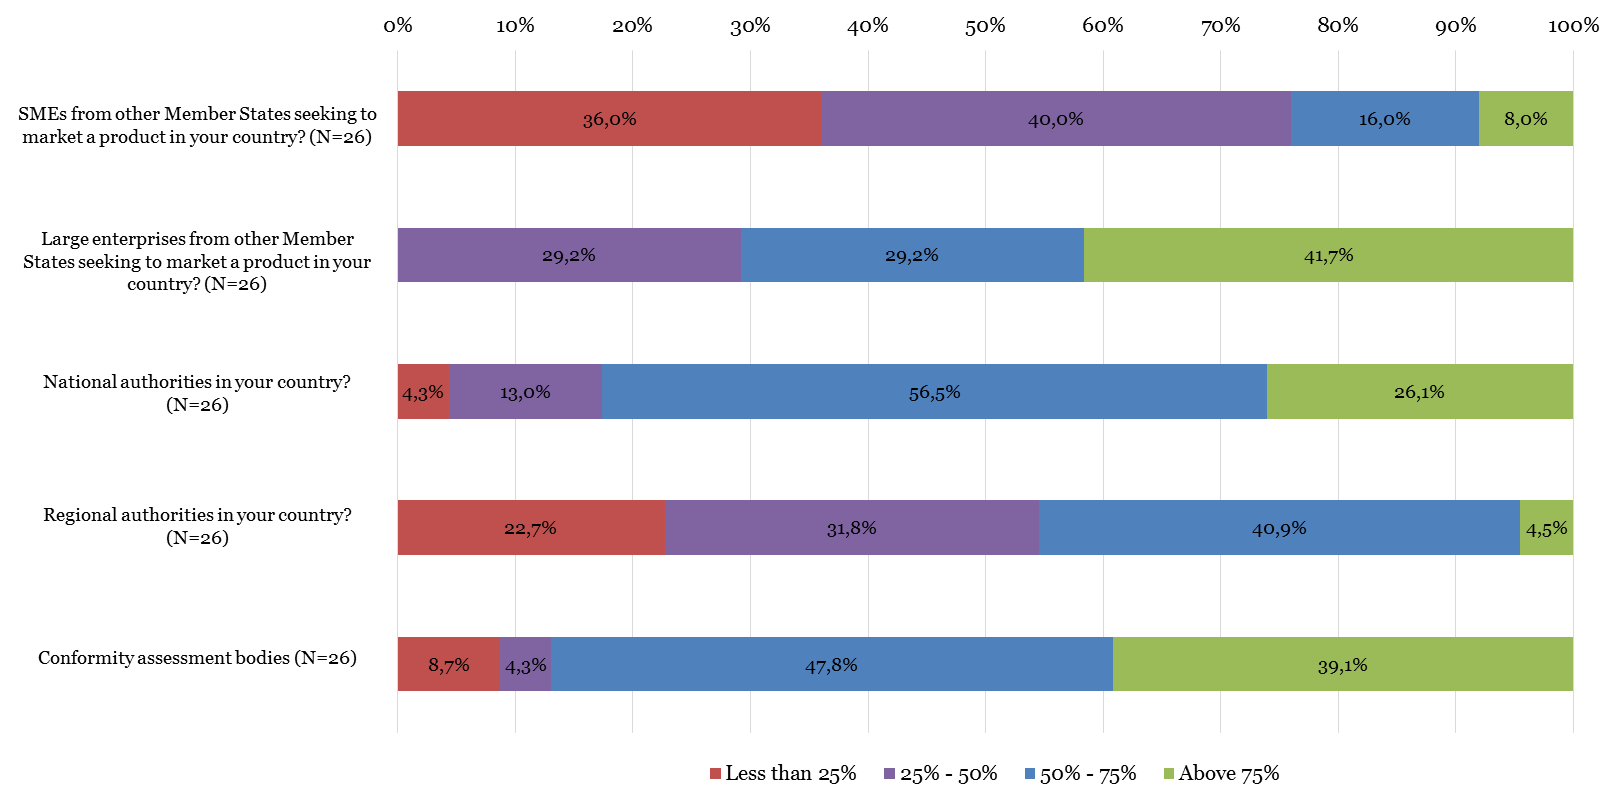 0% 10% 20% 30% 40% 50% 60% 70% 80% 90% 100%
SMEs from other Member States seeking to
market a product in your country? (N=26)
36,0% 40,0% 16,0% 8,0%
Large enterprises from other Member
States seeking to market a product in your
country? (N=26)
29,2% 29,2% 41,7%
National authorities in your country?
(N=26)
4,3% 13,0% 56,5% 26,1%
Regional authorities in your country?
(N=26)
22,7% 31,8% 40,9% 4,5%
Conformity assessment bodies (N=26)
8,7% 4,3% 47,8% 39,1%
Less than 25% 25% - 50% 50% - 75% Above 75%